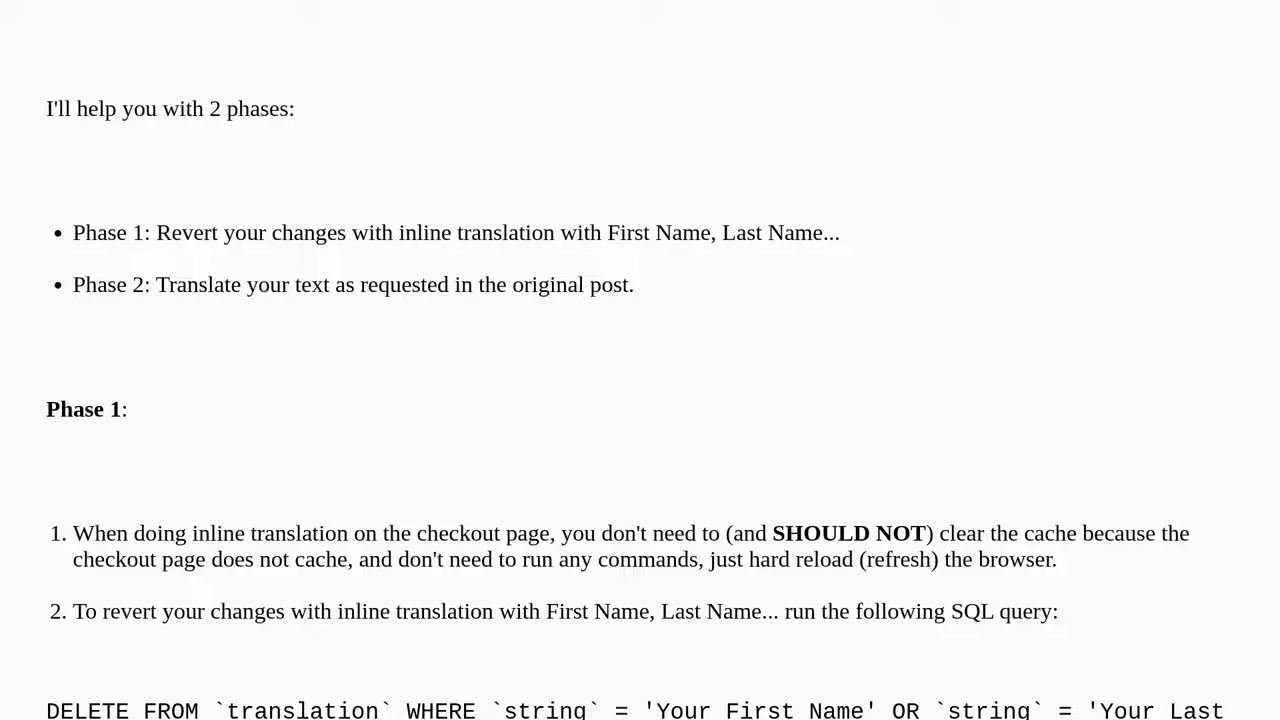 I'll help you with 2 phases:
• Phase 1: Revert your changes with inline translation with First Name, Last Name...
• Phase 2: Translate your text as requested in the original post.
Phase 1:
1. When doing inline translation on the checkout page, you don't need to (and SHOULD NOT) clear the cache because the
checkout page does not cache, and don't need to run any commands, just hard reload (refresh) the browser.
2. To revert your changes with inline translation with First Name, Last Name... run the following SQL query:
DELETE FROM `translation` WHERE `string` = 'Your First Name' OR `string` = 'Your Last